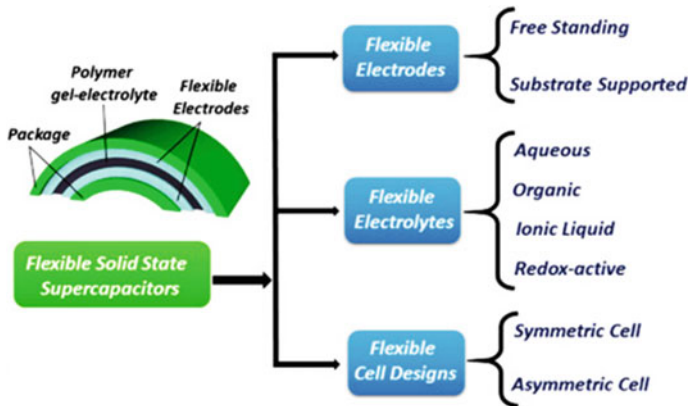 Polymer
gel-electrolyte
Flexible
Electrodes
Package
Flexible Solid State
Supercapacitors
Flexible
Electrodes
Free Standing
Substrate Supported
Flexible
Electrolytes
Aqueous
Organic
Ionic Liquid
Redox-active
Flexible
Cell Designs
Symmetric Cell
Asymmetric Cell